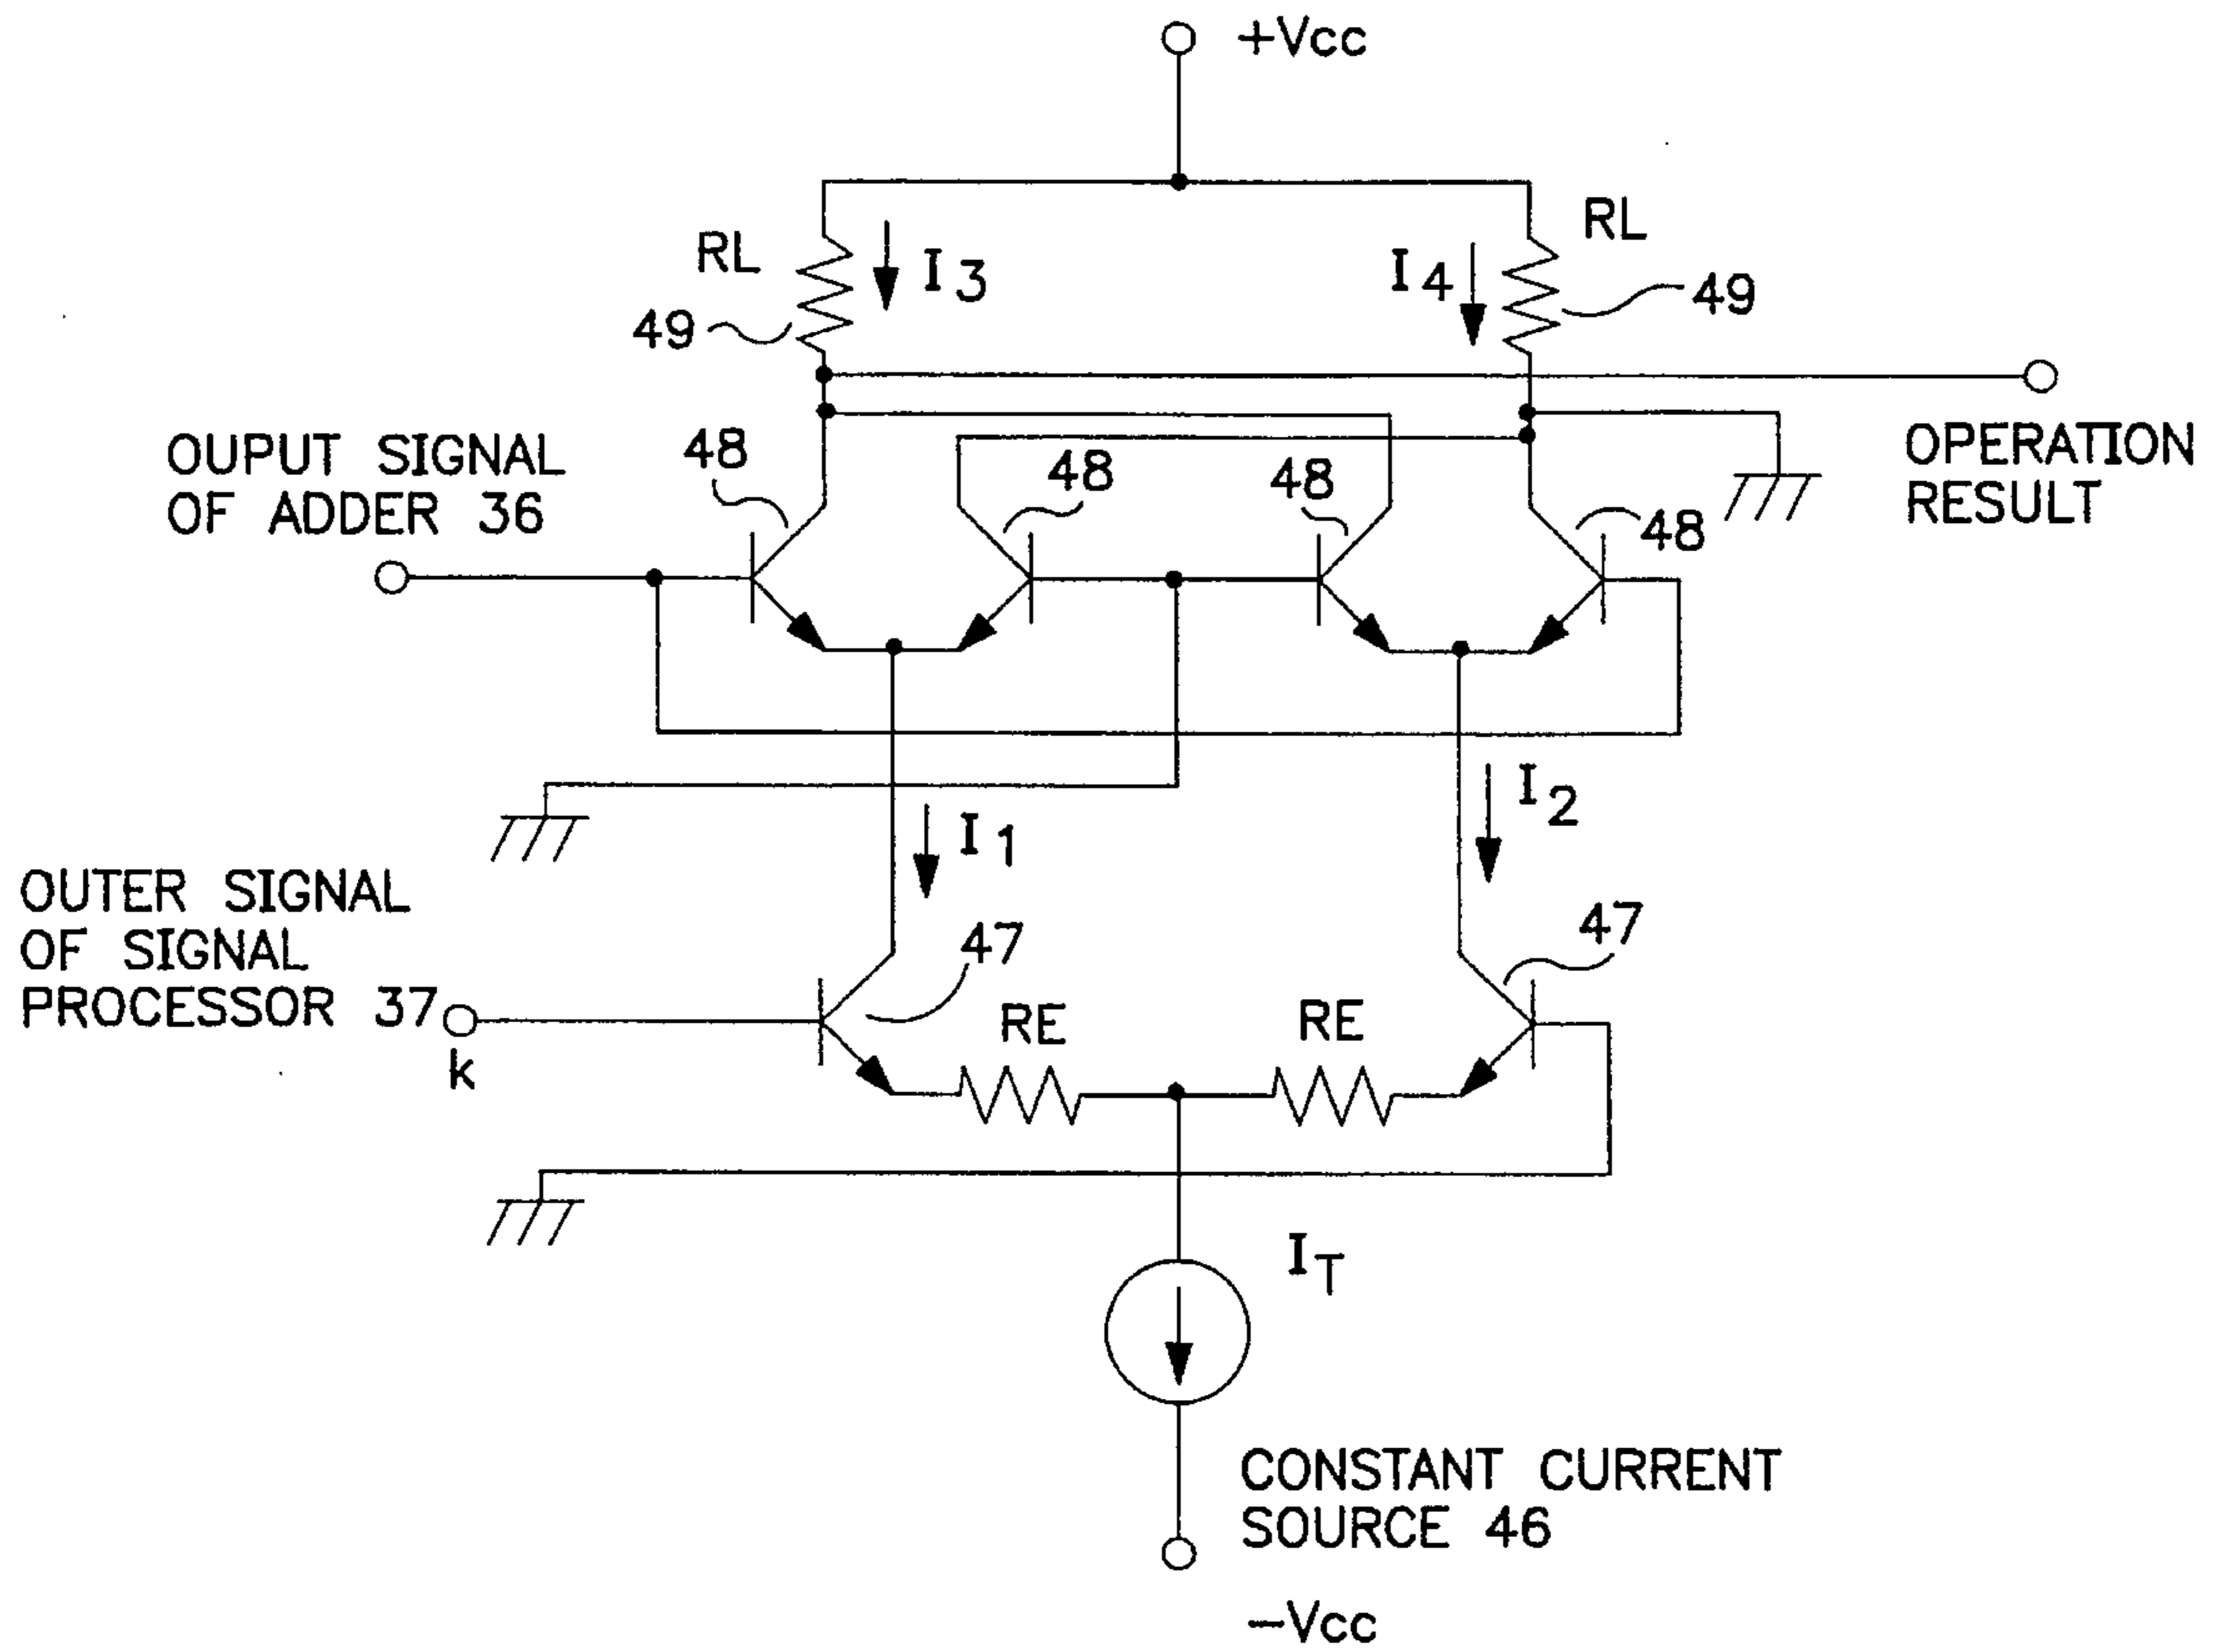 +Vcc
RL
I3
49
RL
I4
49
OUPUT SIGNAL
OF ADDER 36
48
48
48
48
OPERATION
RESULT
I1
I2
OUTER SIGNAL
OF SIGNAL
PROCESSOR 37
k
47
RE
RE
47
IT
CONSTANT CURRENT
SOURCE 46
−Vcc